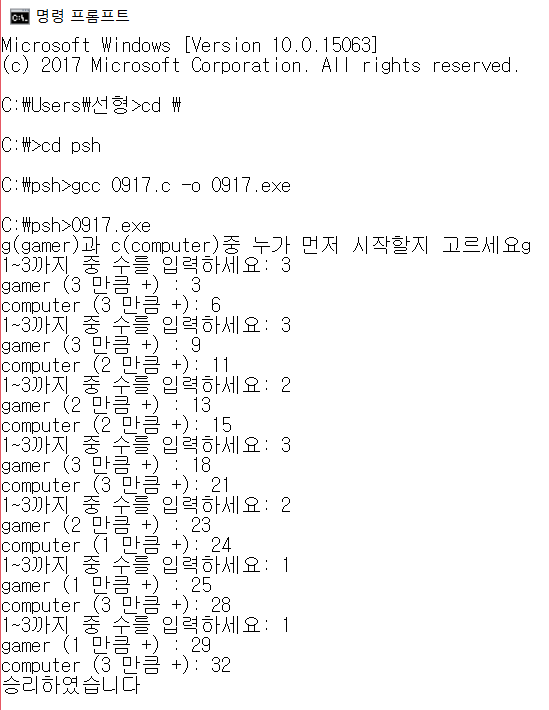 명령 프롬프트
Microsoft Windows [Version 10.0.15063]
(c) 2017 Microsoft Corporation. All rights reserved.
C:₩Users₩선형>cd ₩
C:₩>cd psh
C:₩psh>gcc 0917.c -o 0917.exe
C:₩psh>0917.exe
g(gamer)과 c(computer)중 누가 먼저 시작할지 고르세요g
1~3까지 중 수를 입력하세요: 3
gamer (3 만큼 +) : 3
computer (3 만큼 +): 6
1~3까지 중 수를 입력하세요: 3
gamer (3 만큼 +) : 9
computer (2 만큼 +): 11
1~3까지 중 수를 입력하세요: 2
gamer (2 만큼 +) : 13
computer (2 만큼 +): 15
1~3까지 중 수를 입력하세요: 3
gamer (3 만큼 +) : 18
computer (3 만큼 +): 21
1~3까지 중 수를 입력하세요: 2
gamer (2 만큼 +) : 23
computer (1 만큼 +): 24
1~3까지 중 수를 입력하세요: 1
gamer (1 만큼 +) : 25
computer (3 만큼 +): 28
1~3까지 중 수를 입력하세요: 1
gamer (1 만큼 +) : 29
computer (3 만큼 +): 32
승리하였습니다